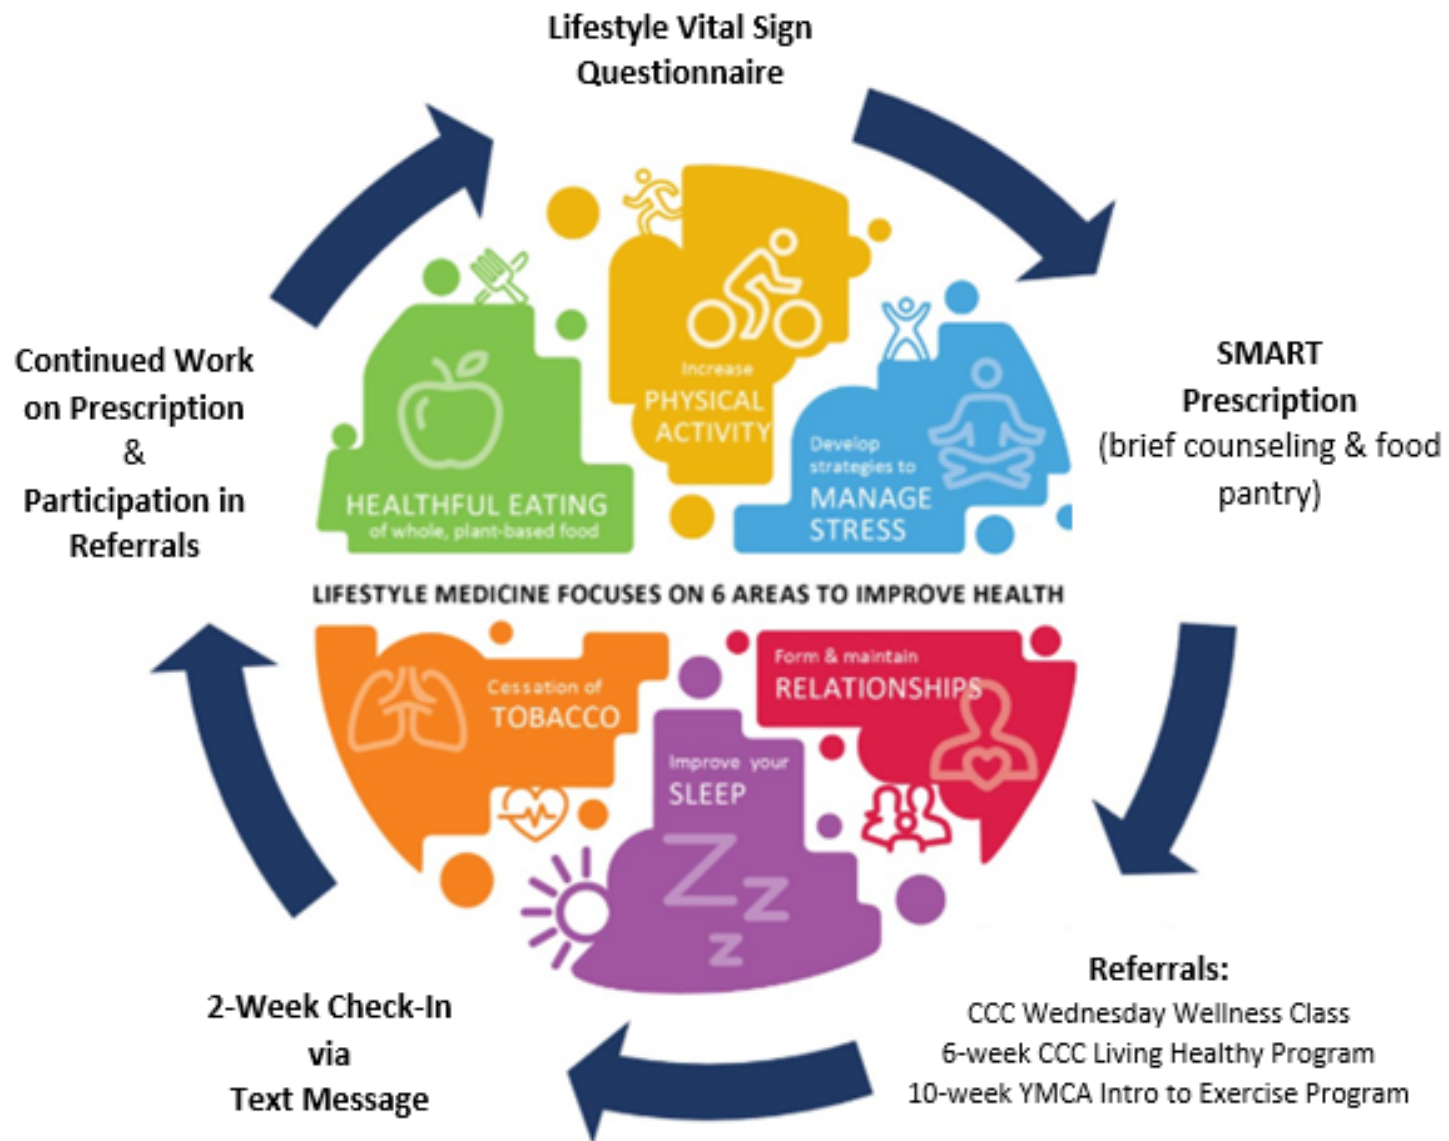 Lifestyle Vital Sign
Questionnaire
SMART
Prescription
(brief counseling & food
pantry)
Referrals:
CCC Wednesday Wellness Class
6-week CCC Living Healthy Program
10-week YMCA Intro to Exercise Program
2-Week Check-In
via
Text Message
Continued Work
on Prescription
&
Participation in
Referrals
HEALTHFUL EATING
of whole, plant-based food
Increase
PHYSICAL
ACTIVITY
Develop
strategies to
MANAGE
STRESS
LIFESTYLE MEDICINE FOCUSES ON 6 AREAS TO IMPROVE HEALTH
Cessation of
TOBACCO
Improve your
SLEEP
Z
z
z
Form & maintain
RELATIONSHIPS